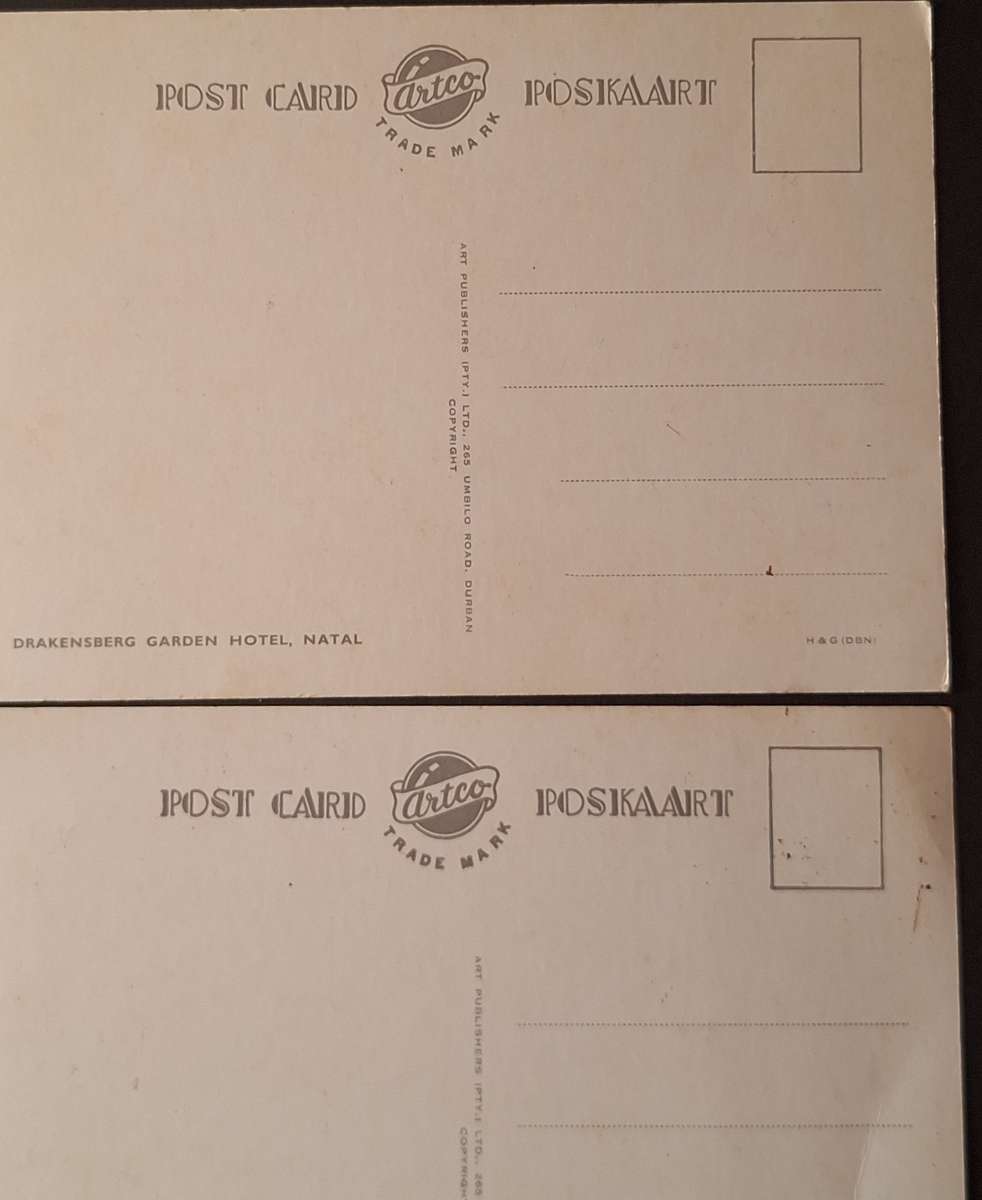 POST CARD Artco POSKAART
TRADE MARK
ART PUBLISHERS (PTY.) LTD., 265 UMBILO ROAD, DURBAN
COPYRIGHT
DRAKENSBERG GARDEN HOTEL, NATAL
H & G (DBN)
POST CARD Artco POSKAART
TRADE MARK
ART PUBLISHERS (PTY.) LTD., 265
COPYRIGH